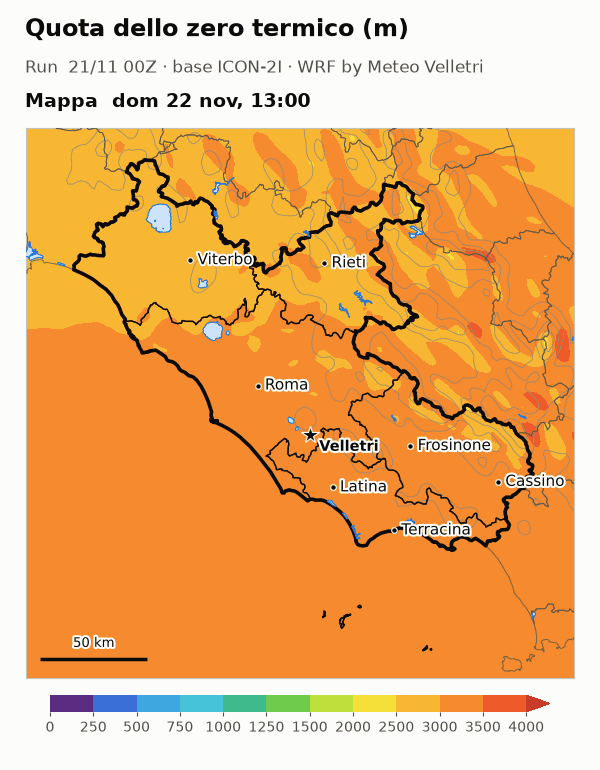 Quota dello zero termico (m)
Run  21/11 00Z · base ICON-2I · WRF by Meteo Velletri
Mappa  dom 22 nov, 13:00
Viterbo
Rieti
Roma
Velletri
Frosinone
Latina
Cassino
Terracina
50 km
0 250 500 750 1000 1250 1500 2000 2500 3000 3500 4000